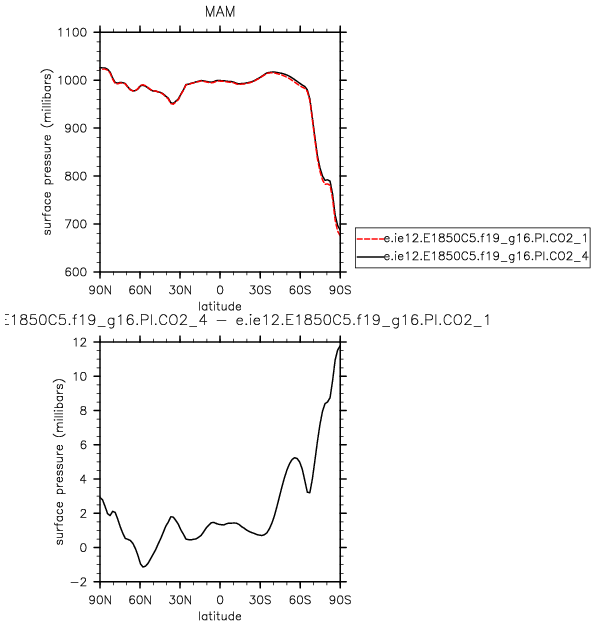 MAM
1100
1000
900
800
700
600
surface pressure (millibars)
90N 60N 30N 0 30S 60S 90S
latitude
e.ie12.E1850C5.f19_g16.PI.CO2_1
e.ie12.E1850C5.f19_g16.PI.CO2_4
E1850C5.f19_g16.PI.CO2_4 − e.ie12.E1850C5.f19_g16.PI.CO2_1
12
10
8
6
4
2
0
−2
surface pressure (millibars)
90N 60N 30N 0 30S 60S 90S
latitude